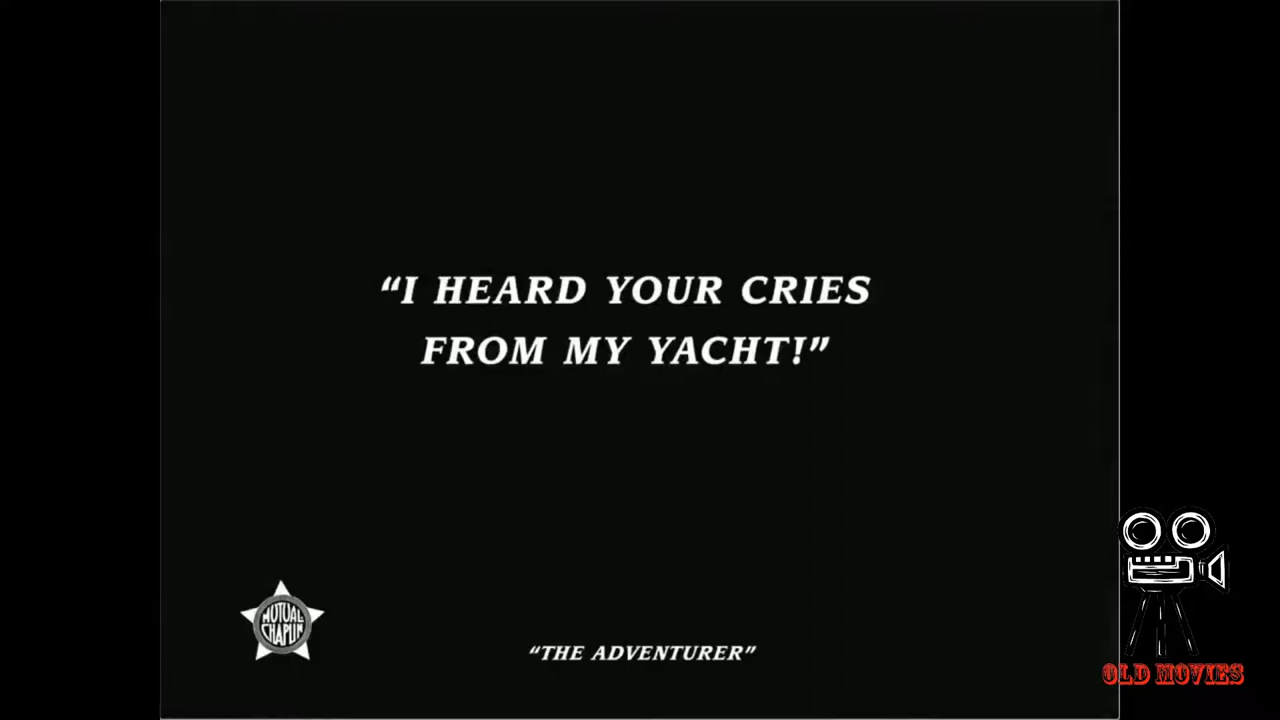 “I HEARD YOUR CRIES
FROM MY YACHT!”
MUTUAL
CHAPLIN
“THE ADVENTURER”
OLD MOVIES